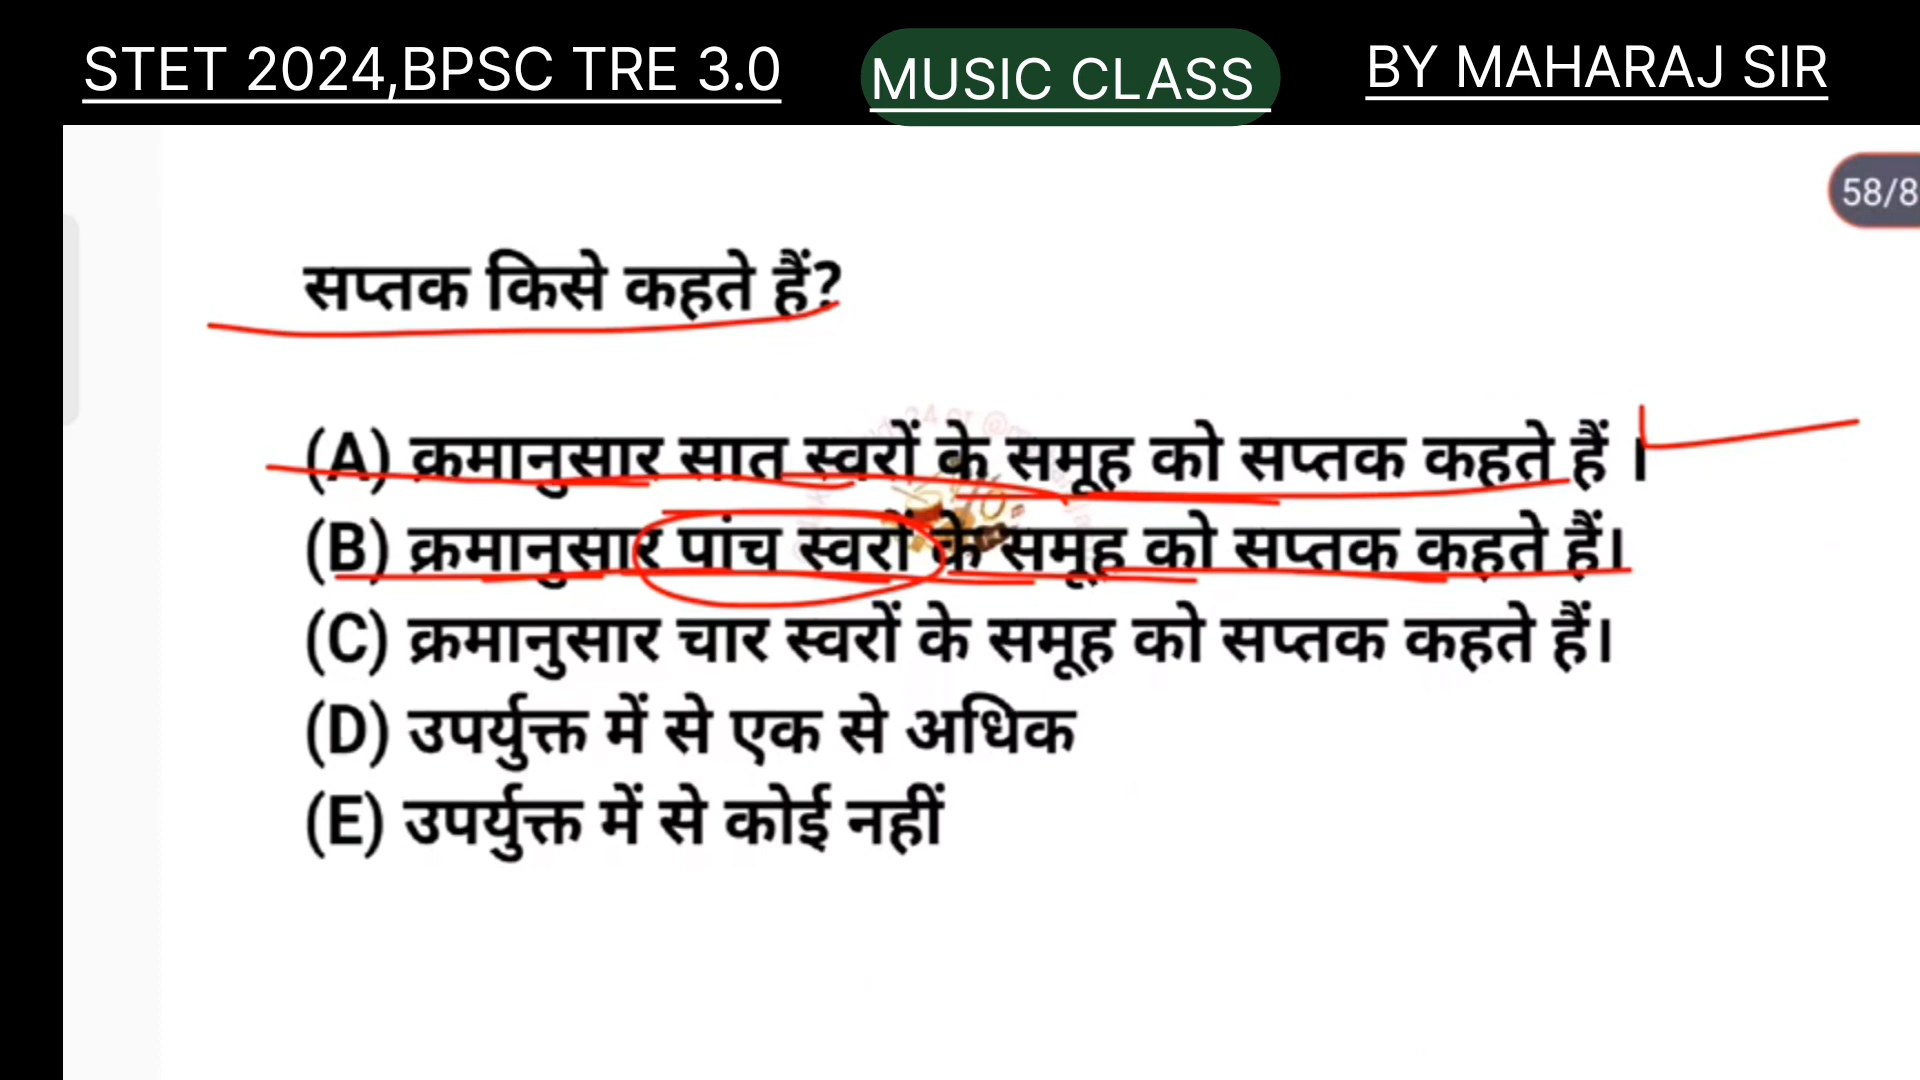 STET 2024,BPSC TRE 3.0
MUSIC CLASS
BY MAHARAJ SIR
58/8
सप्तक किसे कहते हैं?
(A) क्रमानुसार सात स्वरों के समूह को सप्तक कहते हैं ।
(B) क्रमानुसार पांच स्वरों के समूह को सप्तक कहते हैं।
(C) क्रमानुसार चार स्वरों के समूह को सप्तक कहते हैं।
(D) उपर्युक्त में से एक से अधिक
(E) उपर्युक्त में से कोई नहीं